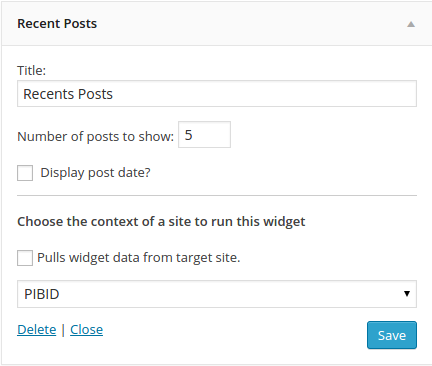 Recent Posts
Title:
Recents Posts
Number of posts to show: 5
Display post date?
Choose the context of a site to run this widget
Pulls widget data from target site.
PIBID
Delete | Close Save